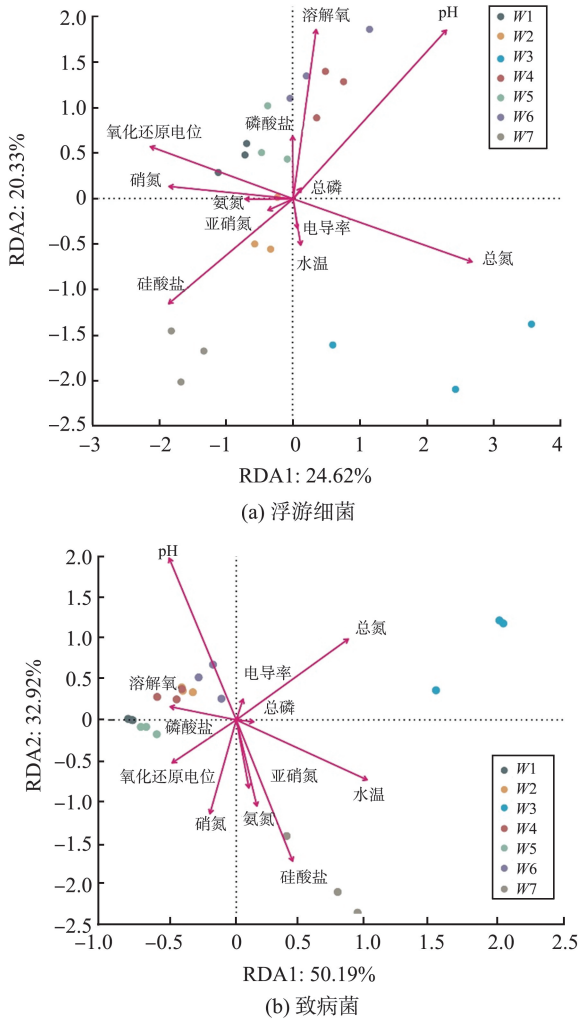 2.0
1.5
1.0
0.5
0
−0.5
−1.0
−1.5
−2.0
−2.5
RDA2: 20.33%
溶解氧
pH
W1
W2
W3
W4
W5
W6
W7
磷酸盐
氧化还原电位
硝氮
氨氮
总磷
亚硝氮
电导率
水温
总氮
硅酸盐
−3 −2 −1 0 1 2 3 4
RDA1: 24.62%
(a) 浮游细菌
2.0
1.5
1.0
0.5
0
−0.5
−1.0
−1.5
−2.0
−2.5
RDA2: 32.92%
pH
总氮
溶解氧
电导率
总磷
磷酸盐
氧化还原电位
亚硝氮
水温
硝氮
氨氮
硅酸盐
W1
W2
W3
W4
W5
W6
W7
−1.0 −0.5 0 0.5 1.0 1.5 2.0 2.5
RDA1: 50.19%
(b) 致病菌